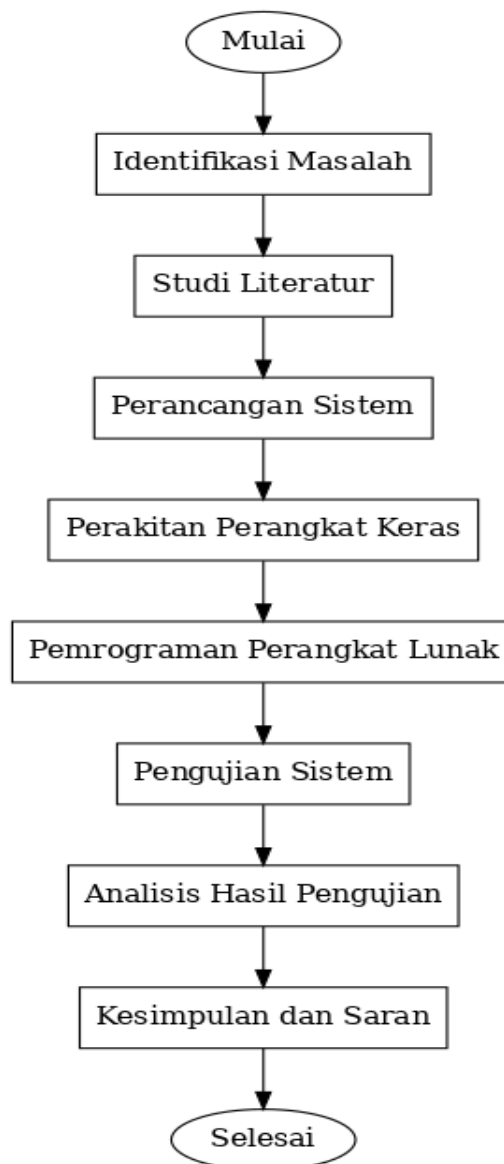 Mulai
Identifikasi Masalah
Studi Literatur
Perancangan Sistem
Perakitan Perangkat Keras
Pemrograman Perangkat Lunak
Pengujian Sistem
Analisis Hasil Pengujian
Kesimpulan dan Saran
Selesai